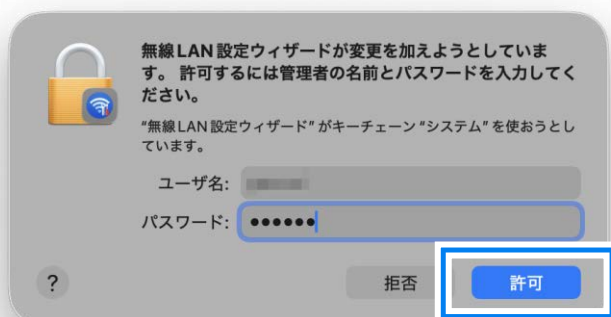 無線LAN設定ウィザードが変更を加えようとしていま
す。 許可するには管理者の名前とパスワードを入力してく
ださい。
“無線LAN設定ウィザード” がキーチェーン “システム” を使おうとし
ています。
ユーザ名:
パスワード: ●●●●●●
? 拒否 許可